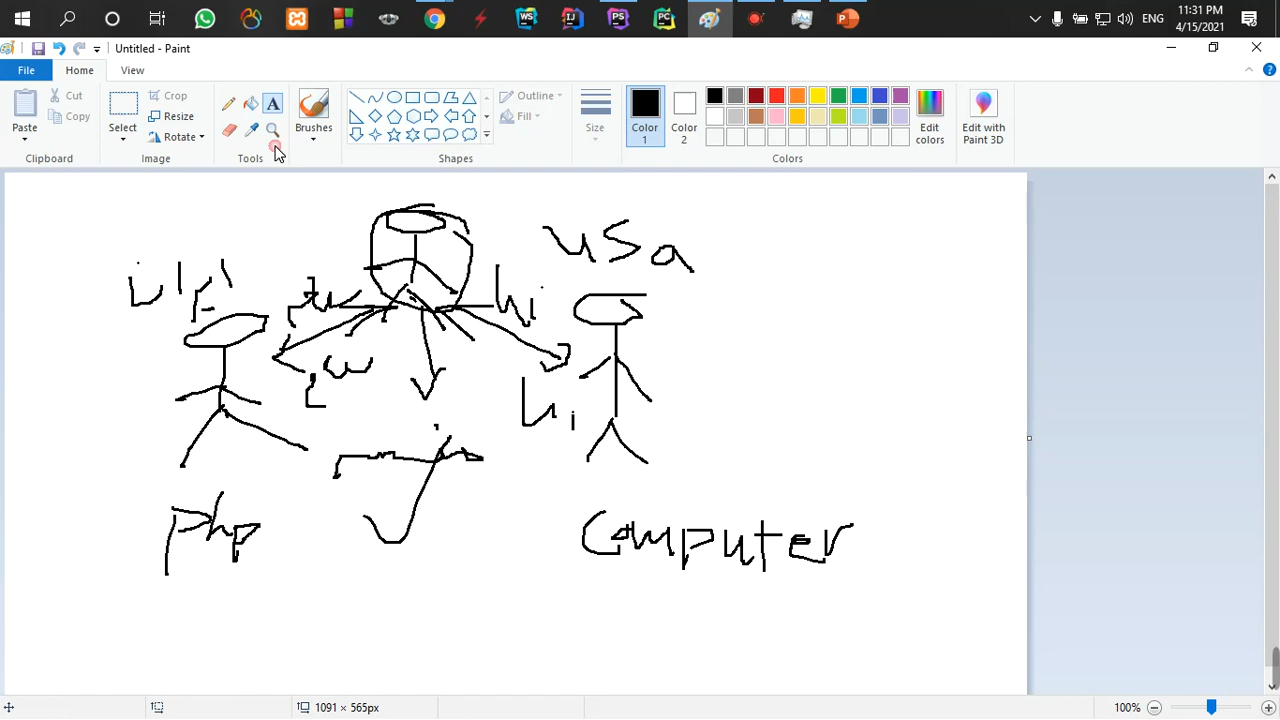 11:31 PM
ENG
4/15/2021
Untitled - Paint
File
Home
View
Cut
Copy
Paste
Clipboard
Crop
Resize
Rotate
Select
Image
Tools
Brushes
Shapes
Outline
Fill
Size
Color 1
Color 2
Edit colors
Colors
Edit with Paint 3D
usa
hi
hi
php
Computer
1091 × 565px
100%